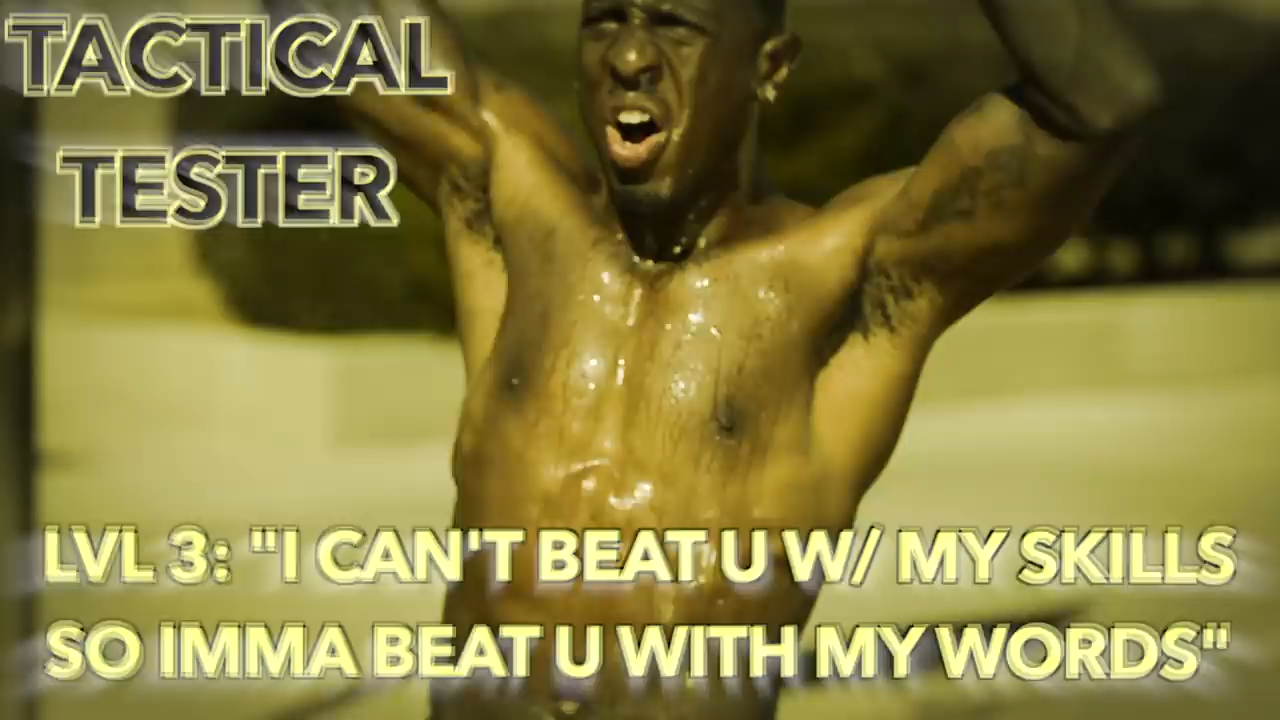 TACTICAL
TESTER
LVL 3: "I CAN'T BEAT U W/ MY SKILLS
SO IMMA BEAT U WITH MY WORDS"